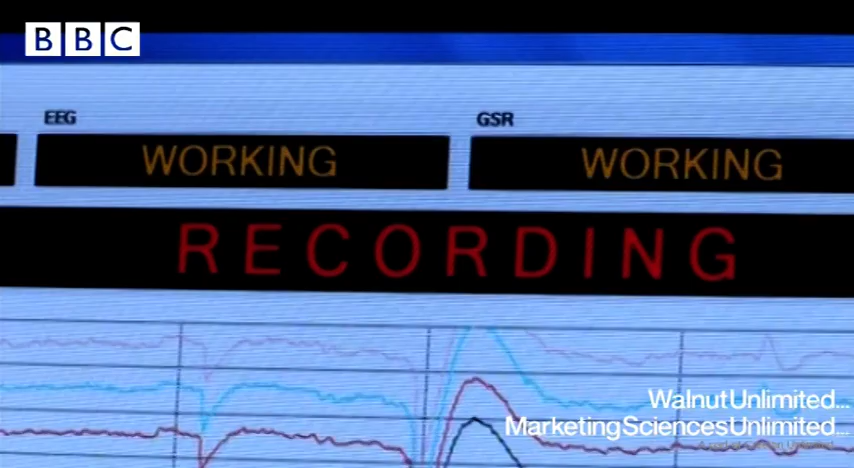 BBC
EEG
GSR
WORKING
WORKING
RECORDING
WalnutUnlimited...
MarketingSciencesUnlimited...